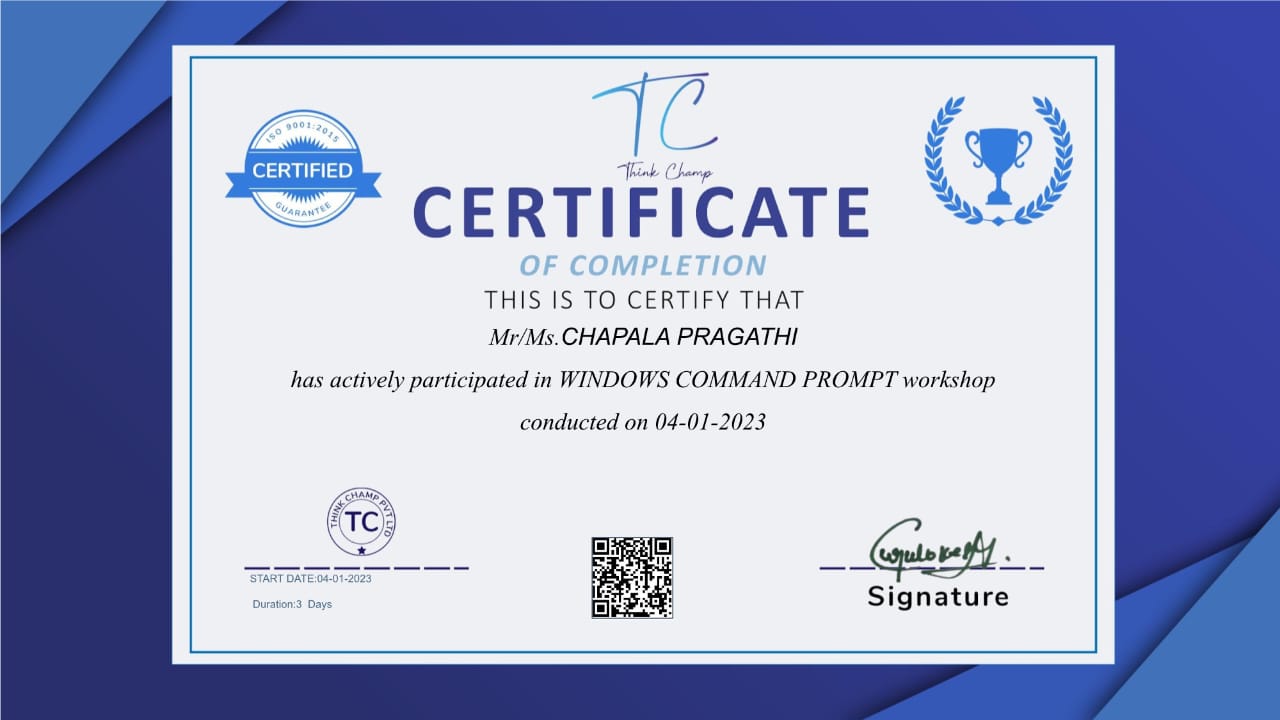 ISO 9001:2015
CERTIFIED
GUARANTEE
TC
Think Champ
CERTIFICATE
OF COMPLETION
THIS IS TO CERTIFY THAT
Mr/Ms.CHAPALA PRAGATHI
has actively participated in WINDOWS COMMAND PROMPT workshop
conducted on 04-01-2023
THINK CHAMP PVT LTD
TC
START DATE:04-01-2023
Duration:3 Days
Signature